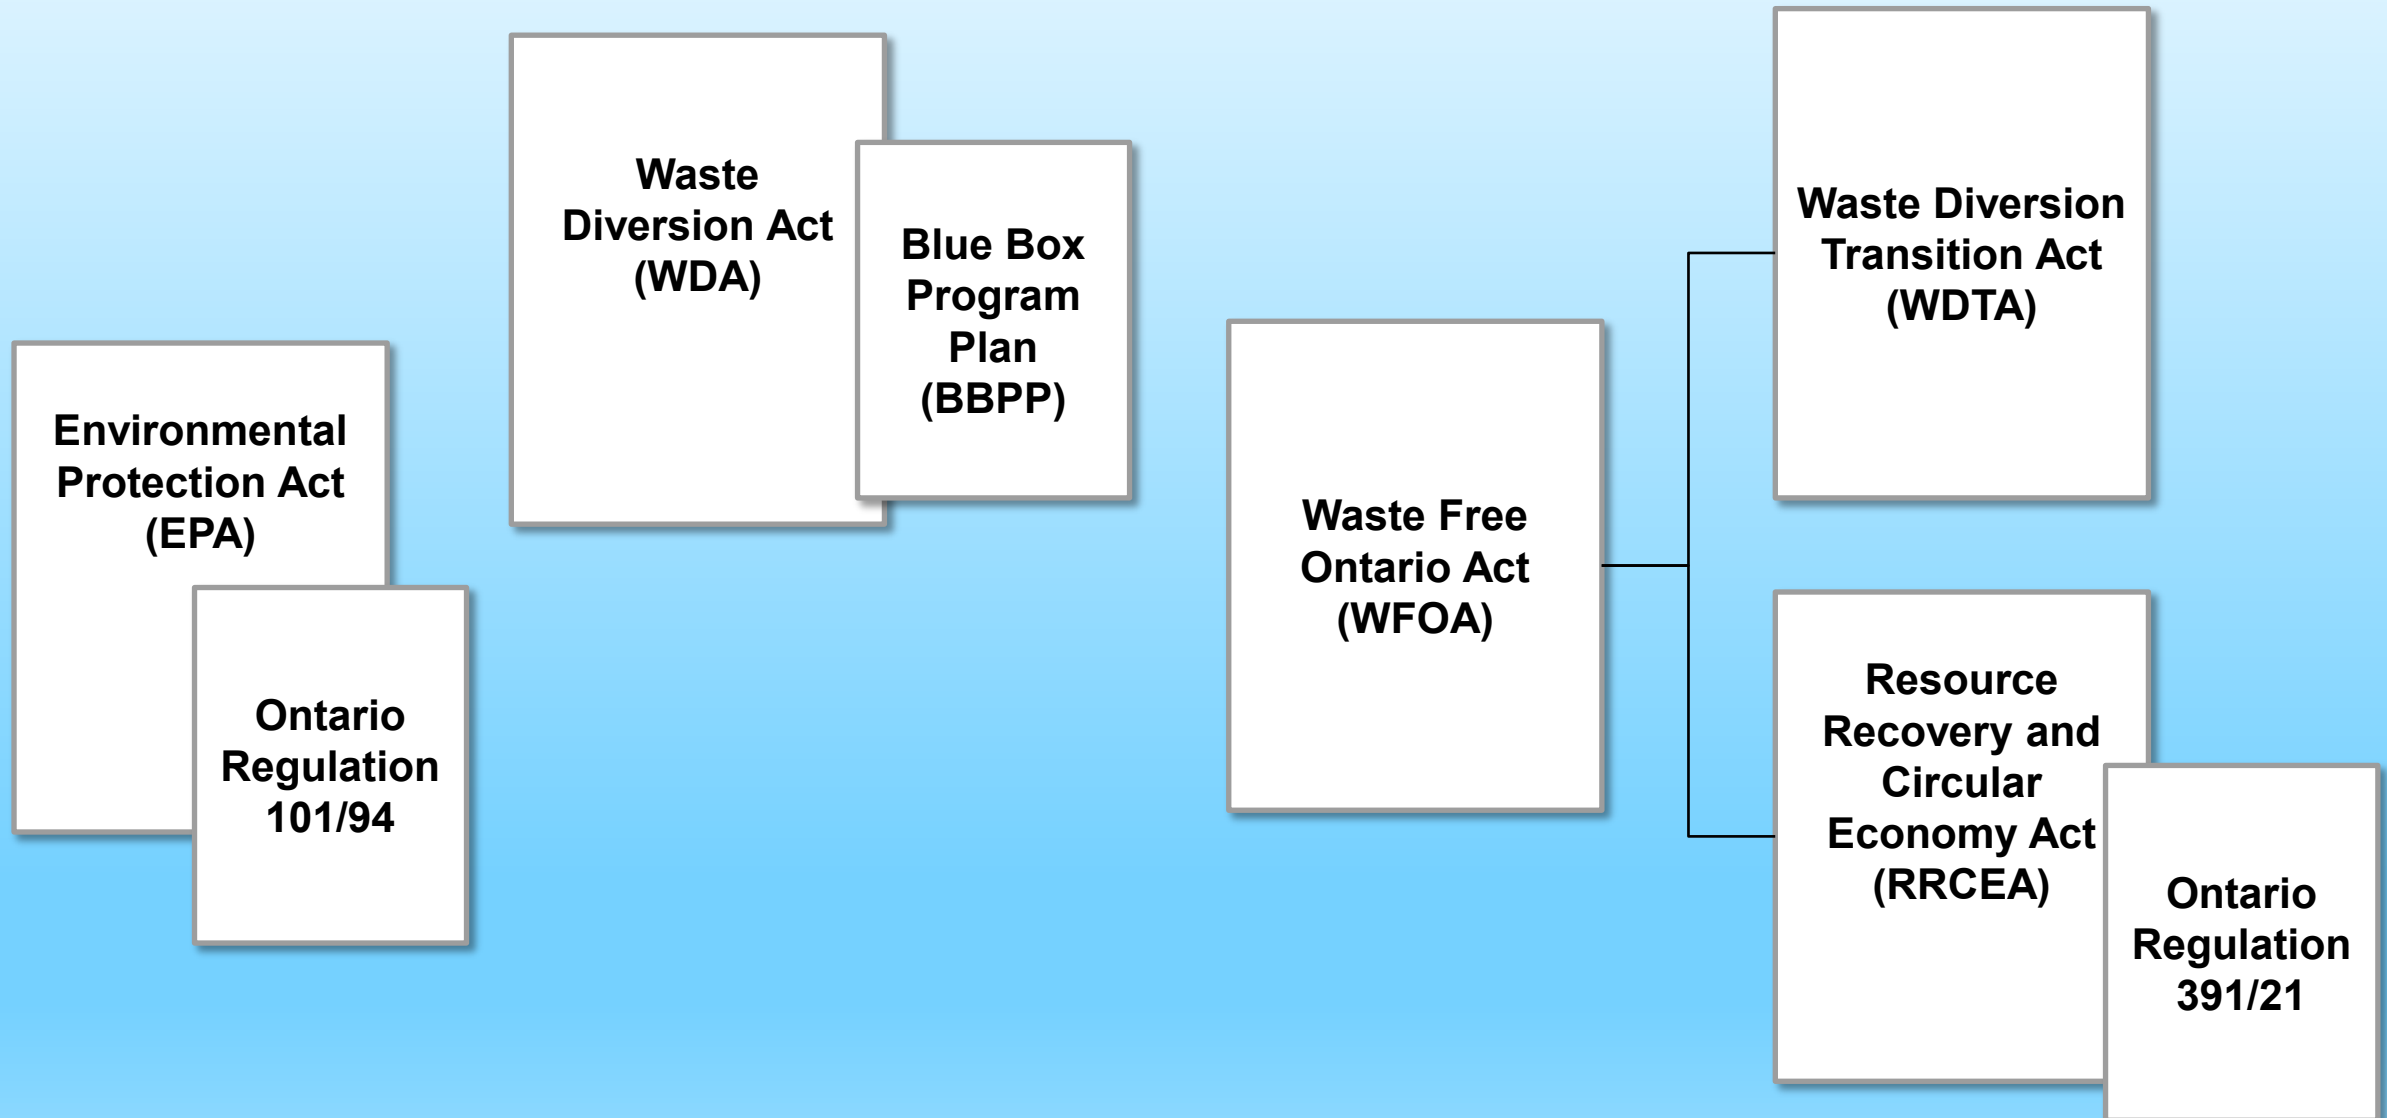 Environmental
Protection Act
(EPA)
Ontario
Regulation
101/94
Waste
Diversion Act
(WDA)
Blue Box
Program
Plan
(BBPP)
Waste Free
Ontario Act
(WFOA)
Waste Diversion
Transition Act
(WDTA)
Resource
Recovery and
Circular
Economy Act
(RRCEA)
Ontario
Regulation
391/21